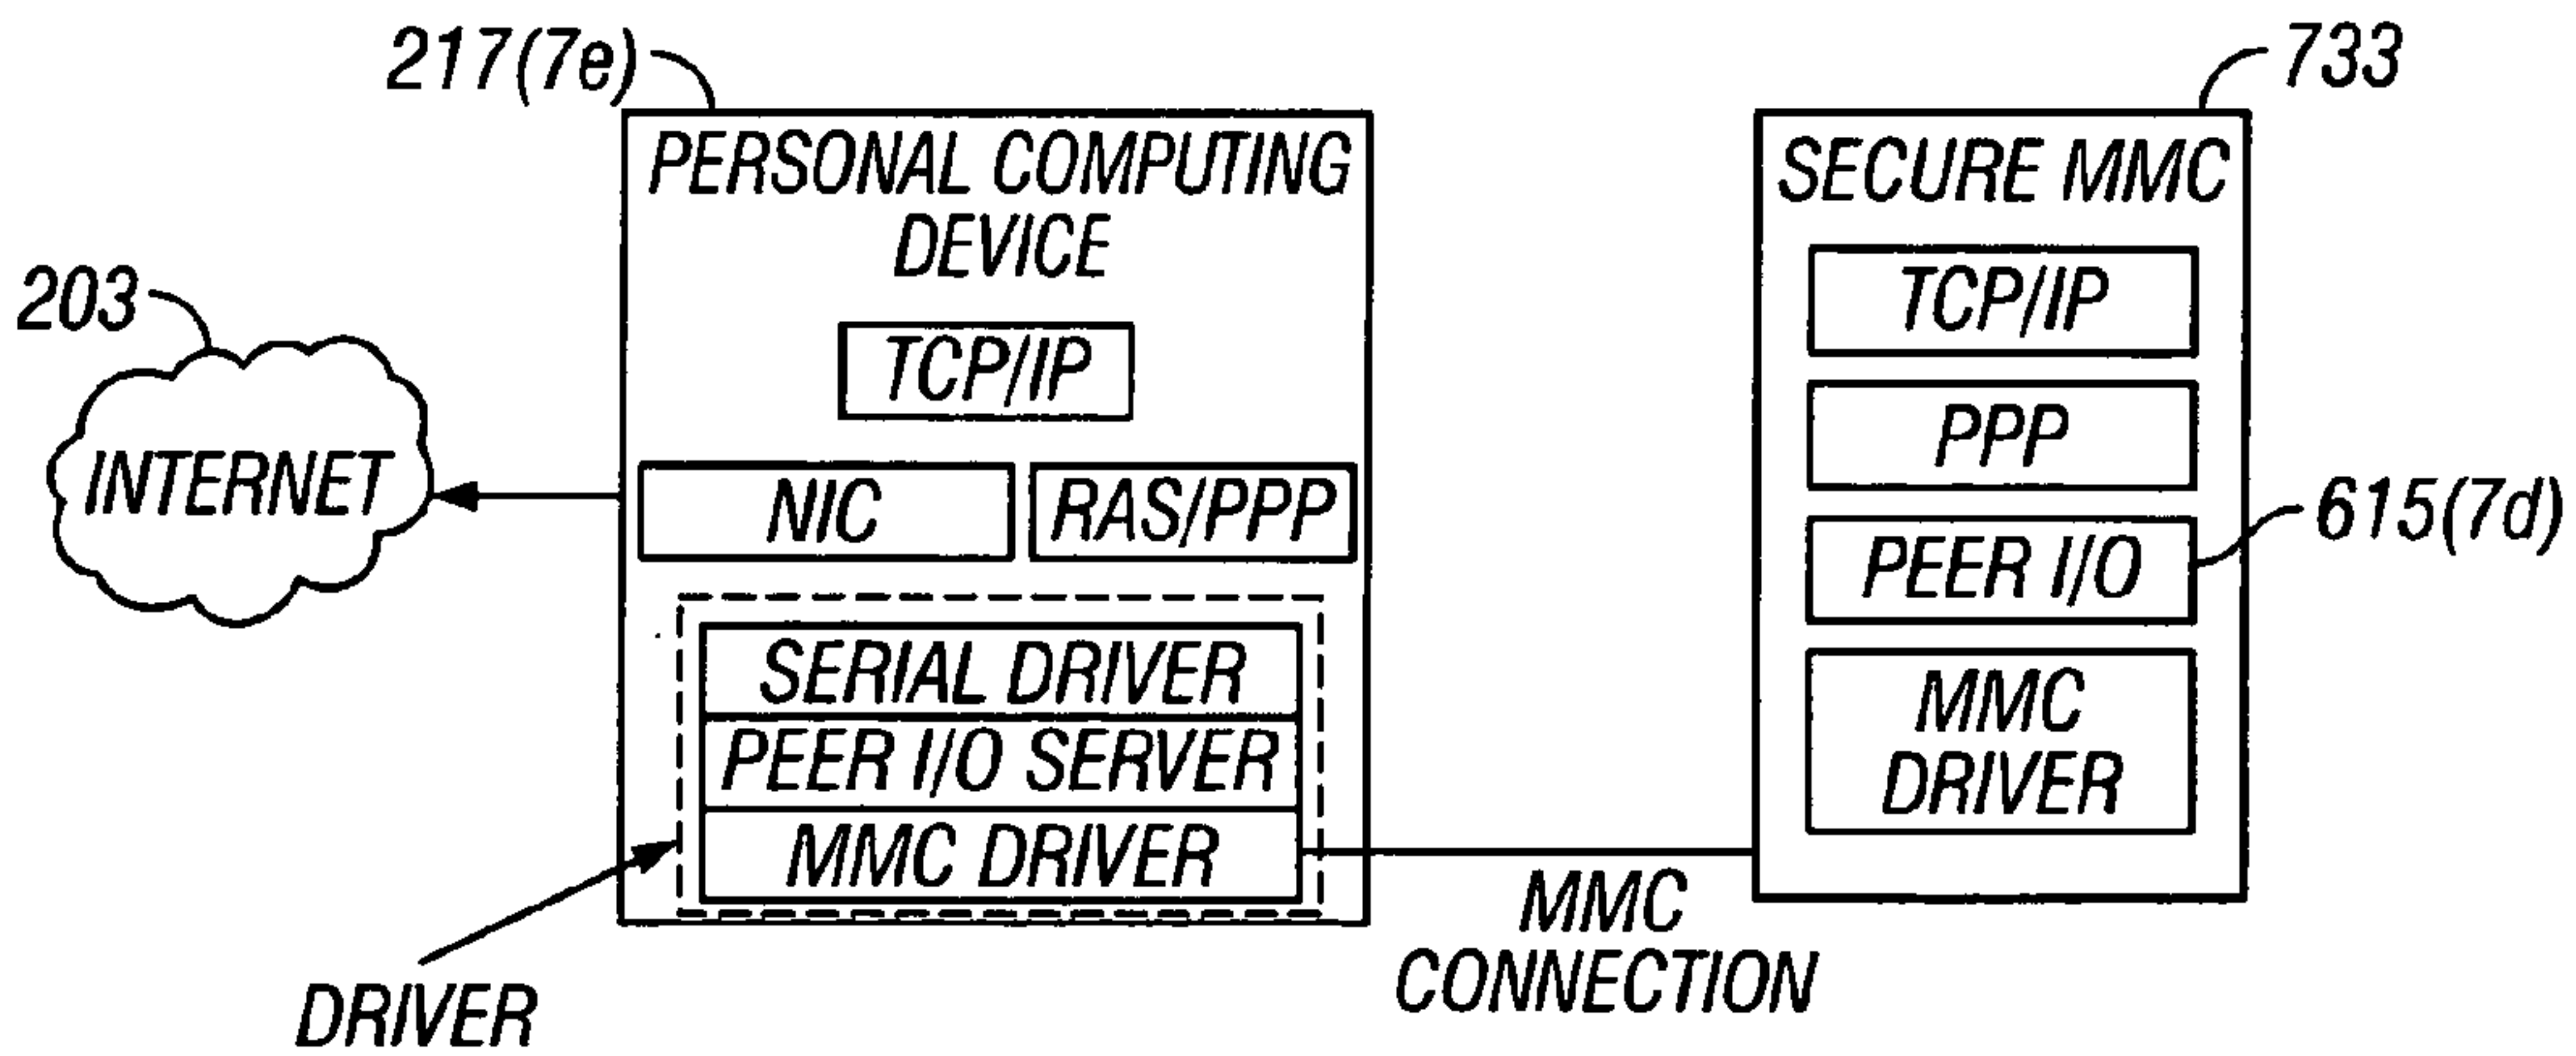 217(7e)
PERSONAL COMPUTING
DEVICE
TCP/IP
NIC
RAS/PPP
SERIAL DRIVER
PEER I/O SERVER
MMC DRIVER
203
INTERNET
DRIVER
MMC
CONNECTION
733
SECURE MMC
TCP/IP
PPP
PEER I/O
615(7d)
MMC
DRIVER